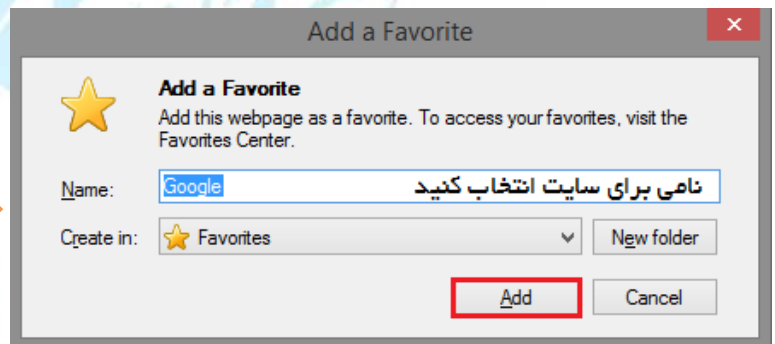 Add a Favorite
Add a Favorite
Add this webpage as a favorite. To access your favorites, visit the
Favorites Center.
Name: Google نامی برای سایت انتخاب کنید
Create in: Favorites New folder
Add Cancel